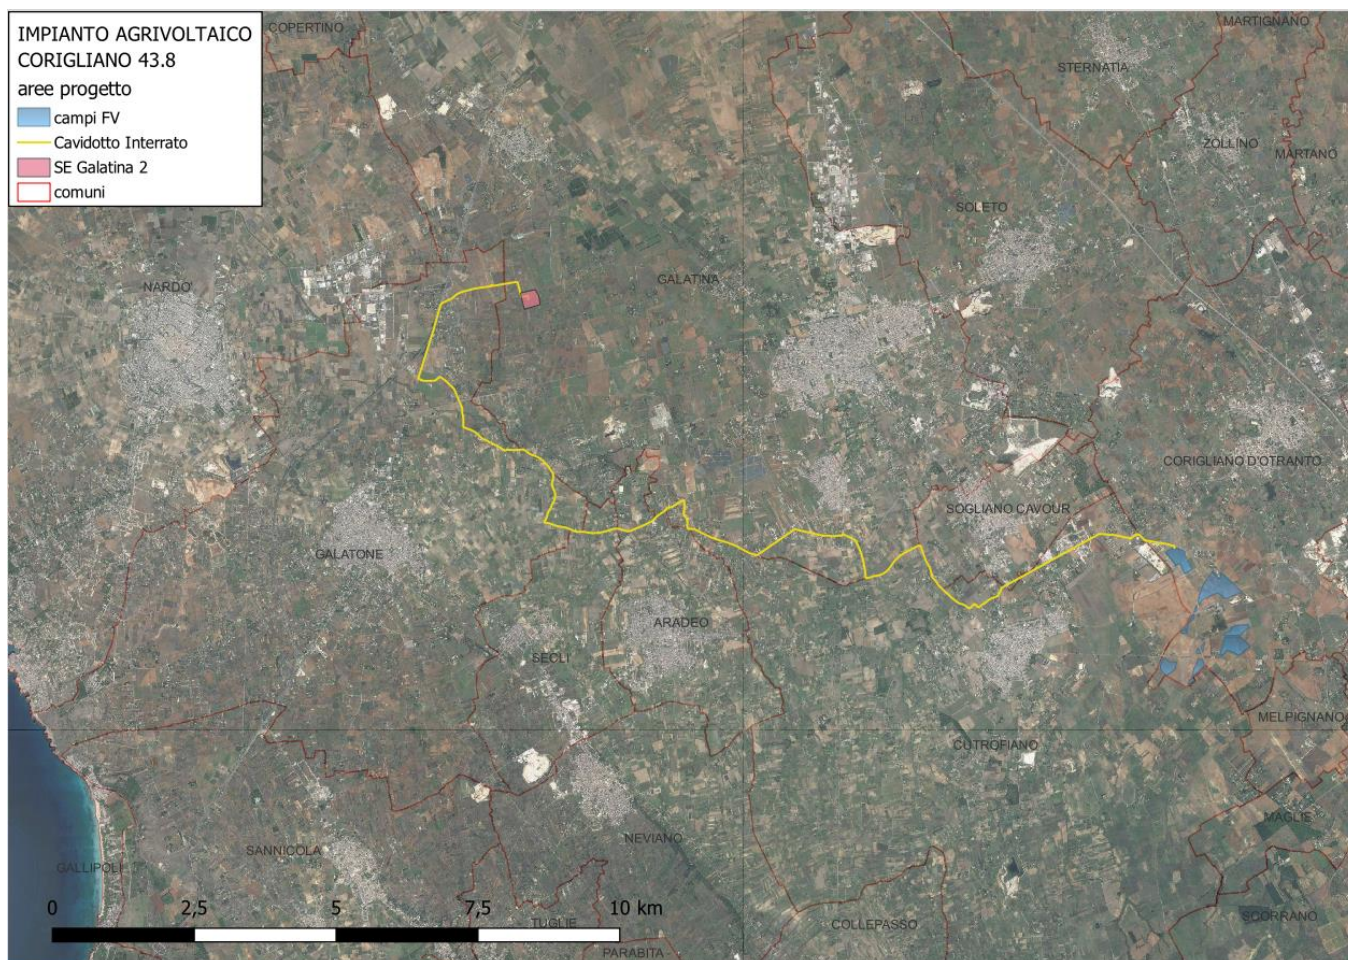 IMPIANTO AGRIVOLTAICO
CORIGLIANO 43.8
aree progetto
campi FV
Cavidotto Interrato
SE Galatina 2
comuni
COPERTINO
MARTIGNANO
STERNATIA
ZOLLINO
MARTANO
SOLETO
NARDO'
GALATINA
CORIGLIANO D'OTRANTO
SOGLIANO CAVOUR
GALATONE
ARADEO
SECLI
MELPIGNANO
CUTROFIANO
MAGLIE
NEVIANO
SANNICOLA
GALLIPOLI
0 2,5 5 7,5 10 km
SCORRANO
TUGLIE
COLLEPASSO
PARABITA